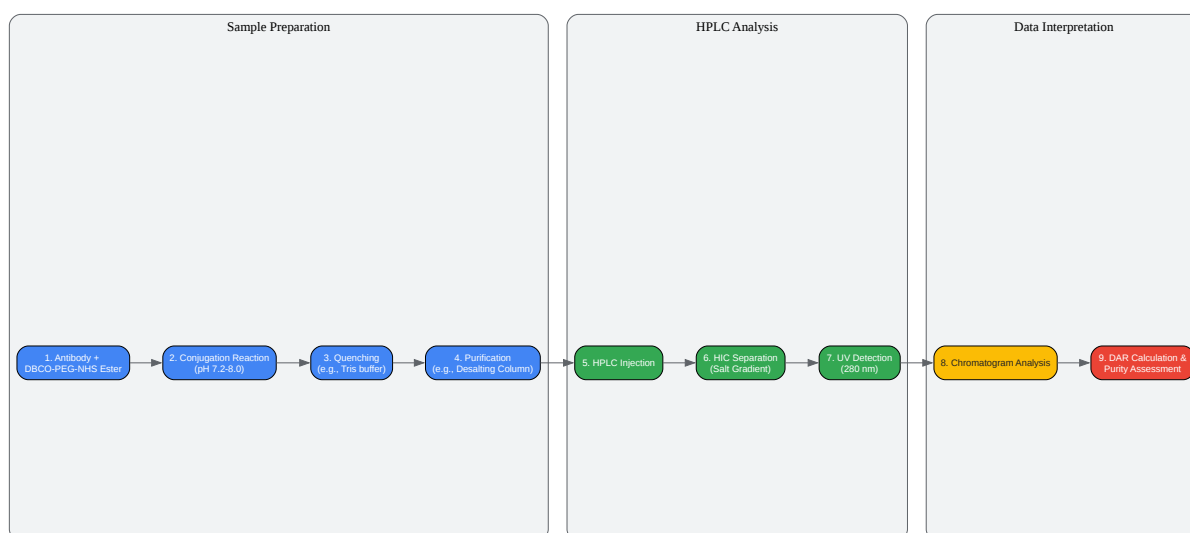 Sample Preparation
HPLC Analysis
Data Interpretation
1. Antibody +
DBCO-PEG-NHS Ester
2. Conjugation Reaction
(pH 7.2-8.0)
3. Quenching
(e.g., Tris buffer)
4. Purification
(e.g., Desalting Column)
5. HPLC Injection
6. HIC Separation
(Salt Gradient)
7. UV Detection
(280 nm)
8. Chromatogram Analysis
9. DAR Calculation &
Purity Assessment